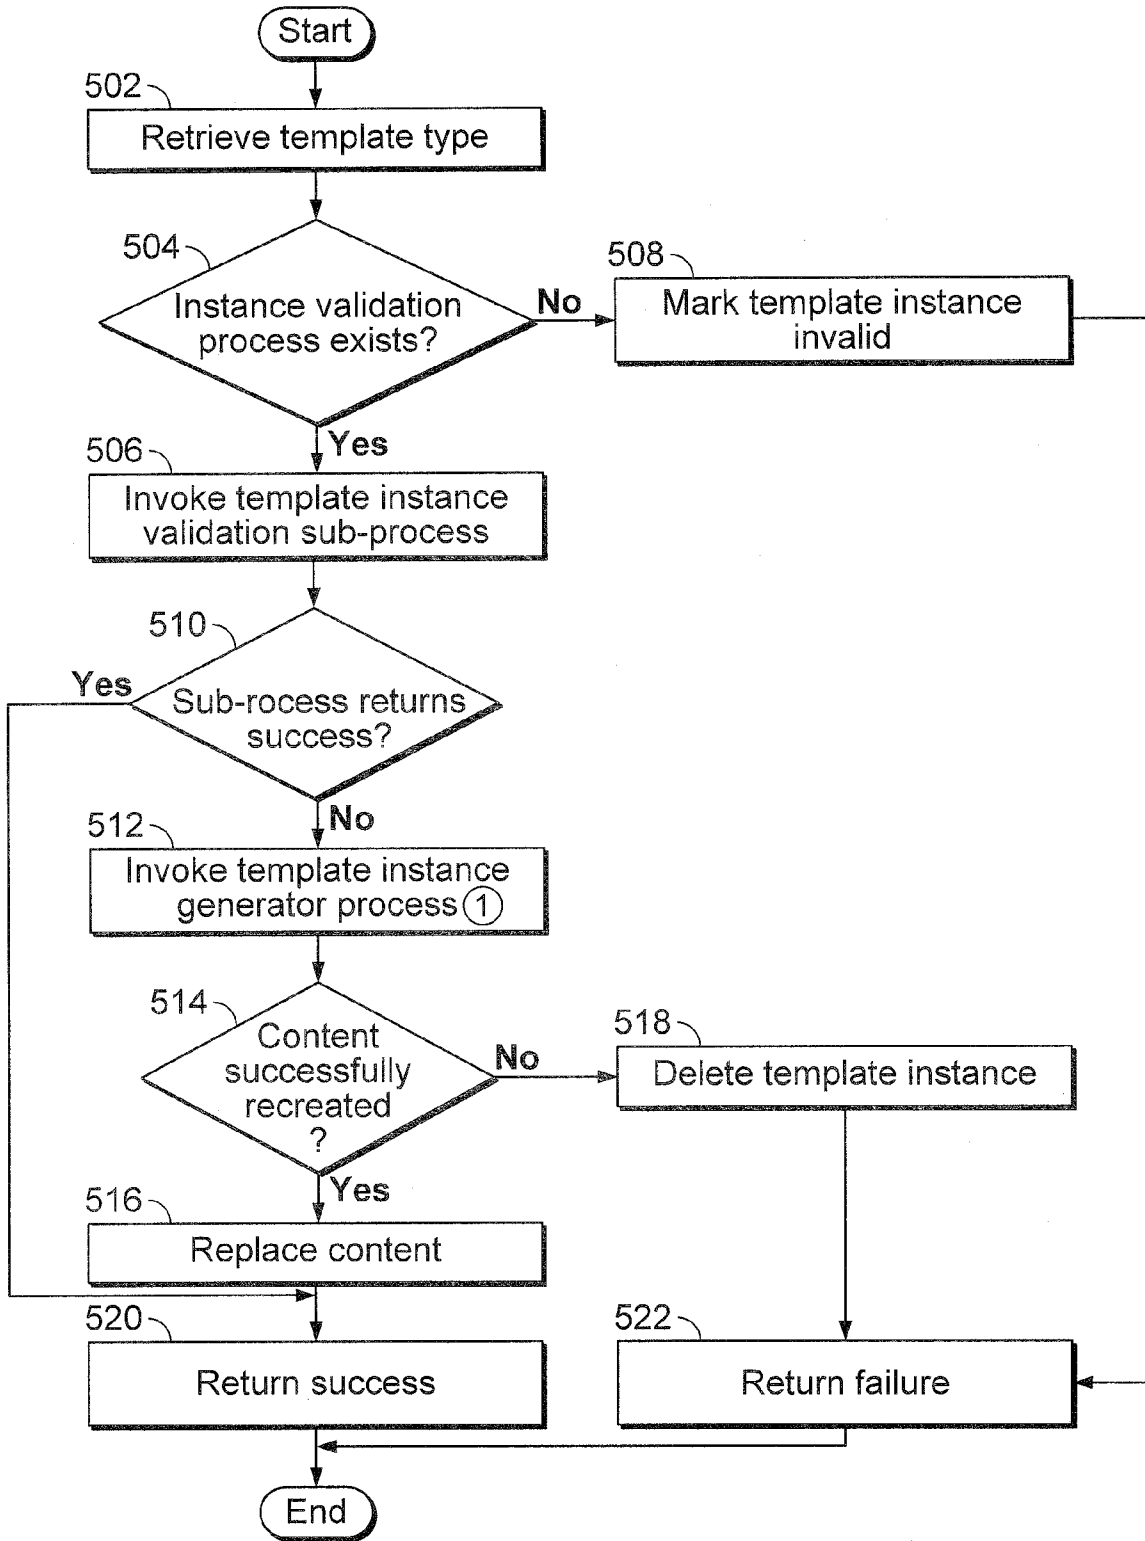 Start
502
Retrieve template type
504
Instance validation
process exists?
No
508
Mark template instance
invalid
Yes
506
Invoke template instance
validation sub-process
510
Yes
Sub-rocess returns
success?
No
512
Invoke template instance
generator process 1
514
Content
successfully
recreated
?
No
518
Delete template instance
Yes
516
Replace content
520
Return success
522
Return failure
End